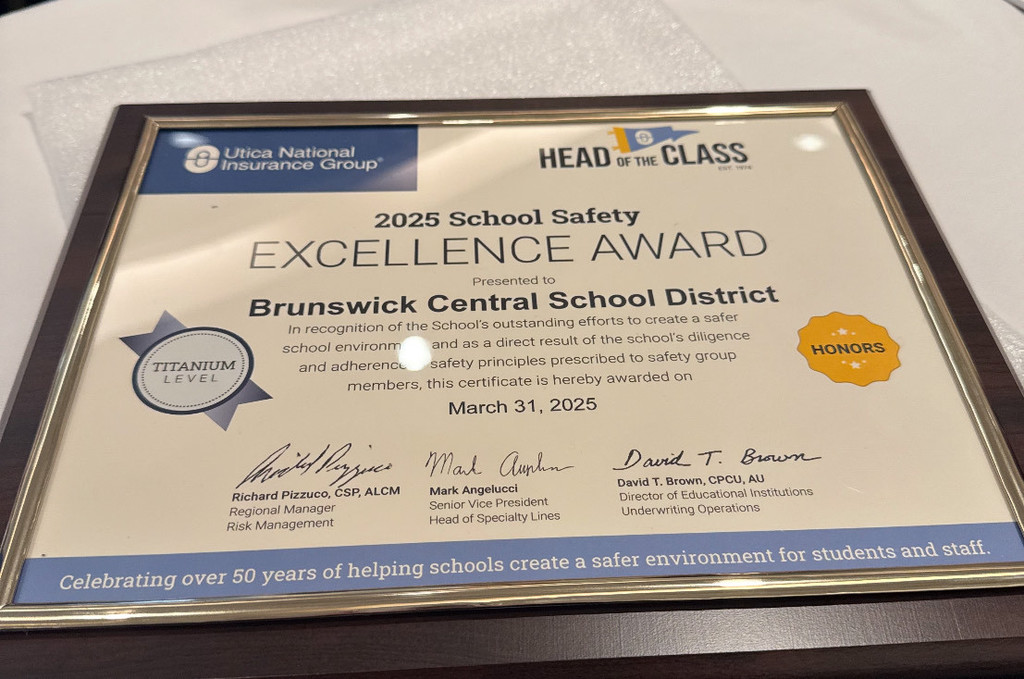 Utica National
Insurance Group®
HEAD OF THE CLASS
EST. 1974
2025 School Safety
EXCELLENCE AWARD
Presented to
Brunswick Central School District
In recognition of the School's outstanding efforts to create a safer
school environm and as a direct result of the school's diligence
and adherence safety principles prescribed to safety group
members, this certificate is hereby awarded on
March 31, 2025
TITANIUM
LEVEL
HONORS
Richard Pizzuco, CSP, ALCM
Regional Manager
Risk Management
Mark Angelucci
Senior Vice President
Head of Specialty Lines
David T. Brown
David T. Brown, CPCU, AU
Director of Educational Institutions
Underwriting Operations
Celebrating over 50 years of helping schools create a safer environment for students and staff.